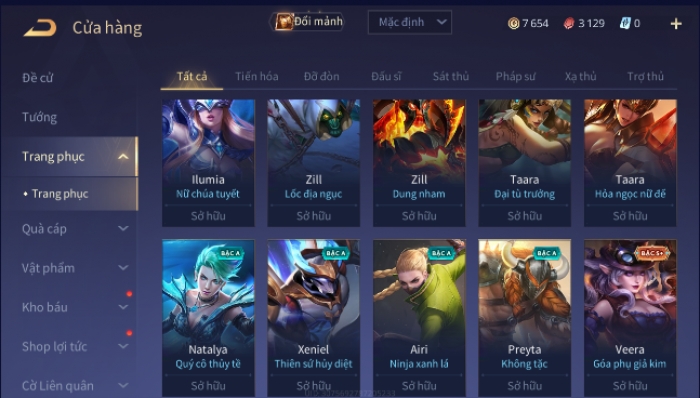 Cửa hàng
Đổi mảnh
Mặc định
7 654
3 129
0
Đề cử
Tướng
Trang phục
• Trang phục
Quà cáp
Vật phẩm
Kho báu
Shop lợi tức
Cờ Liên quân
Tất cả
Tiến hóa
Đỡ đòn
Đấu sĩ
Sát thủ
Pháp sư
Xạ thủ
Trợ thủ
Ilumia
Nữ chúa tuyết
Sở hữu
Zill
Lốc địa ngục
Sở hữu
Zill
Dung nham
Sở hữu
Taara
Đại tù trưởng
Sở hữu
Taara
Hỏa ngọc nữ đế
Sở hữu
BẬC A
Natalya
Quý cô thủy tề
Sở hữu
BẬC A
Xeniel
Thiên sứ hủy diệt
Sở hữu
BẬC A
Airi
Ninja xanh lá
Sở hữu
BẬC A
Preyta
Không tặc
Sở hữu
BẬC S+
Veera
Góa phụ giả kim
Sở hữu